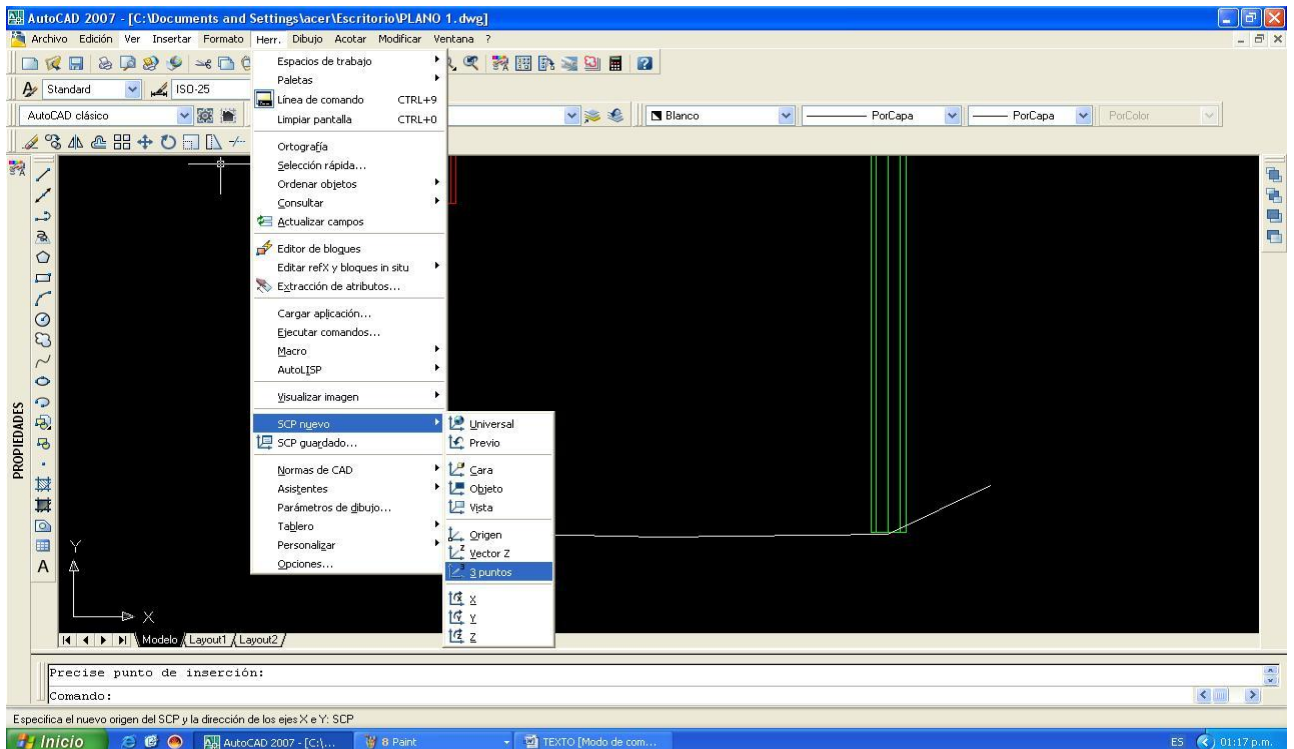 AutoCAD 2007 - [C:\Documents and Settings\acer\Escritorio\PLANO 1.dwg]
Archivo Edición Ver Insertar Formato Herr. Dibujo Acotar Modificar Ventana ?
Standard ISO-25
AutoCAD clásico Blanco PorCapa PorCapa PorColor
Espacios de trabajo
Paletas
Línea de comando CTRL+9
Limpiar pantalla CTRL+0
Ortografía
Selección rápida...
Ordenar objetos
Consultar
Actualizar campos
Editor de bloques
Editar refX y bloques in situ
Extracción de atributos...
Cargar aplicación...
Ejecutar comandos...
Macro
AutoLISP
Visualizar imagen
SCP nuevo
SCP guardado...
Normas de CAD
Asistentes
Parámetros de dibujo...
Tablero
Personalizar
Opciones...
Universal
Previo
Cara
Objeto
Vista
Origen
Vector Z
3 puntos
X
Y
Z
PROPIEDADES
A
Y
X
Modelo Layout1 Layout2
Precise punto de inserción:
Comando:
Especifica el nuevo origen del SCP y la dirección de los ejes X e Y: SCP
Inicio AutoCAD 2007 - [C:\... 8 Paint TEXTO [Modo de com... ES 01:17 p.m.